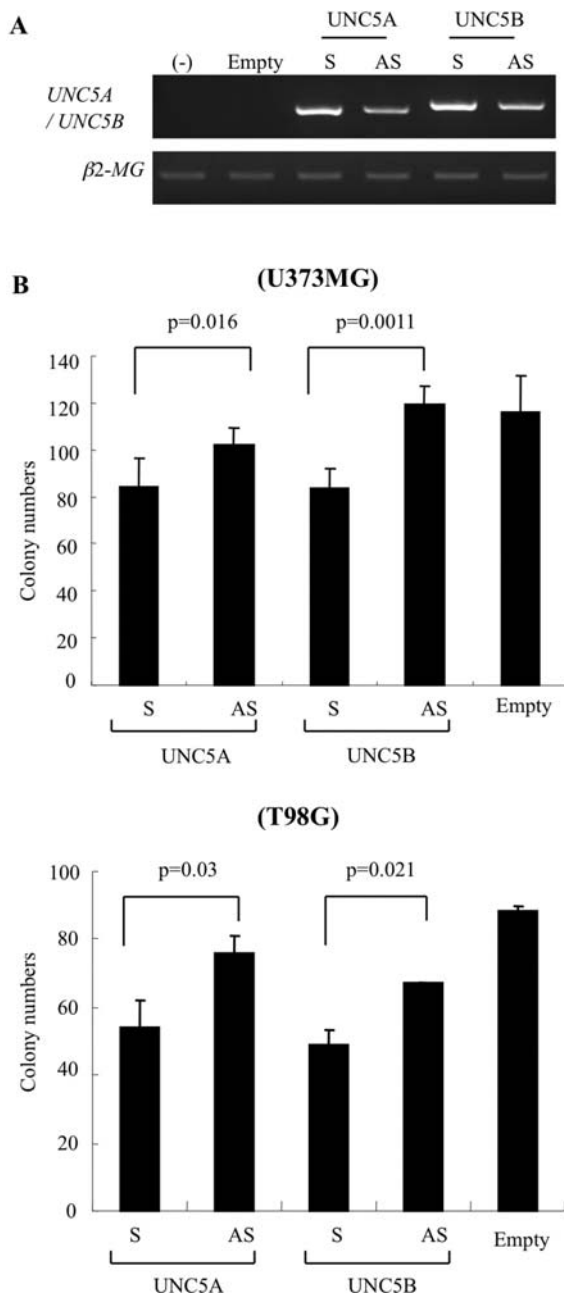 A
UNC5A UNC5B
(-) Empty S AS S AS
UNC5A
/ UNC5B
β2-MG
B
(U373MG)
p=0.016 p=0.0011
140
120
100
80
60
40
20
0
Colony numbers
S AS S AS Empty
UNC5A UNC5B
(T98G)
p=0.03 p=0.021
100
80
60
40
20
0
Colony numbers
S AS S AS Empty
UNC5A UNC5B